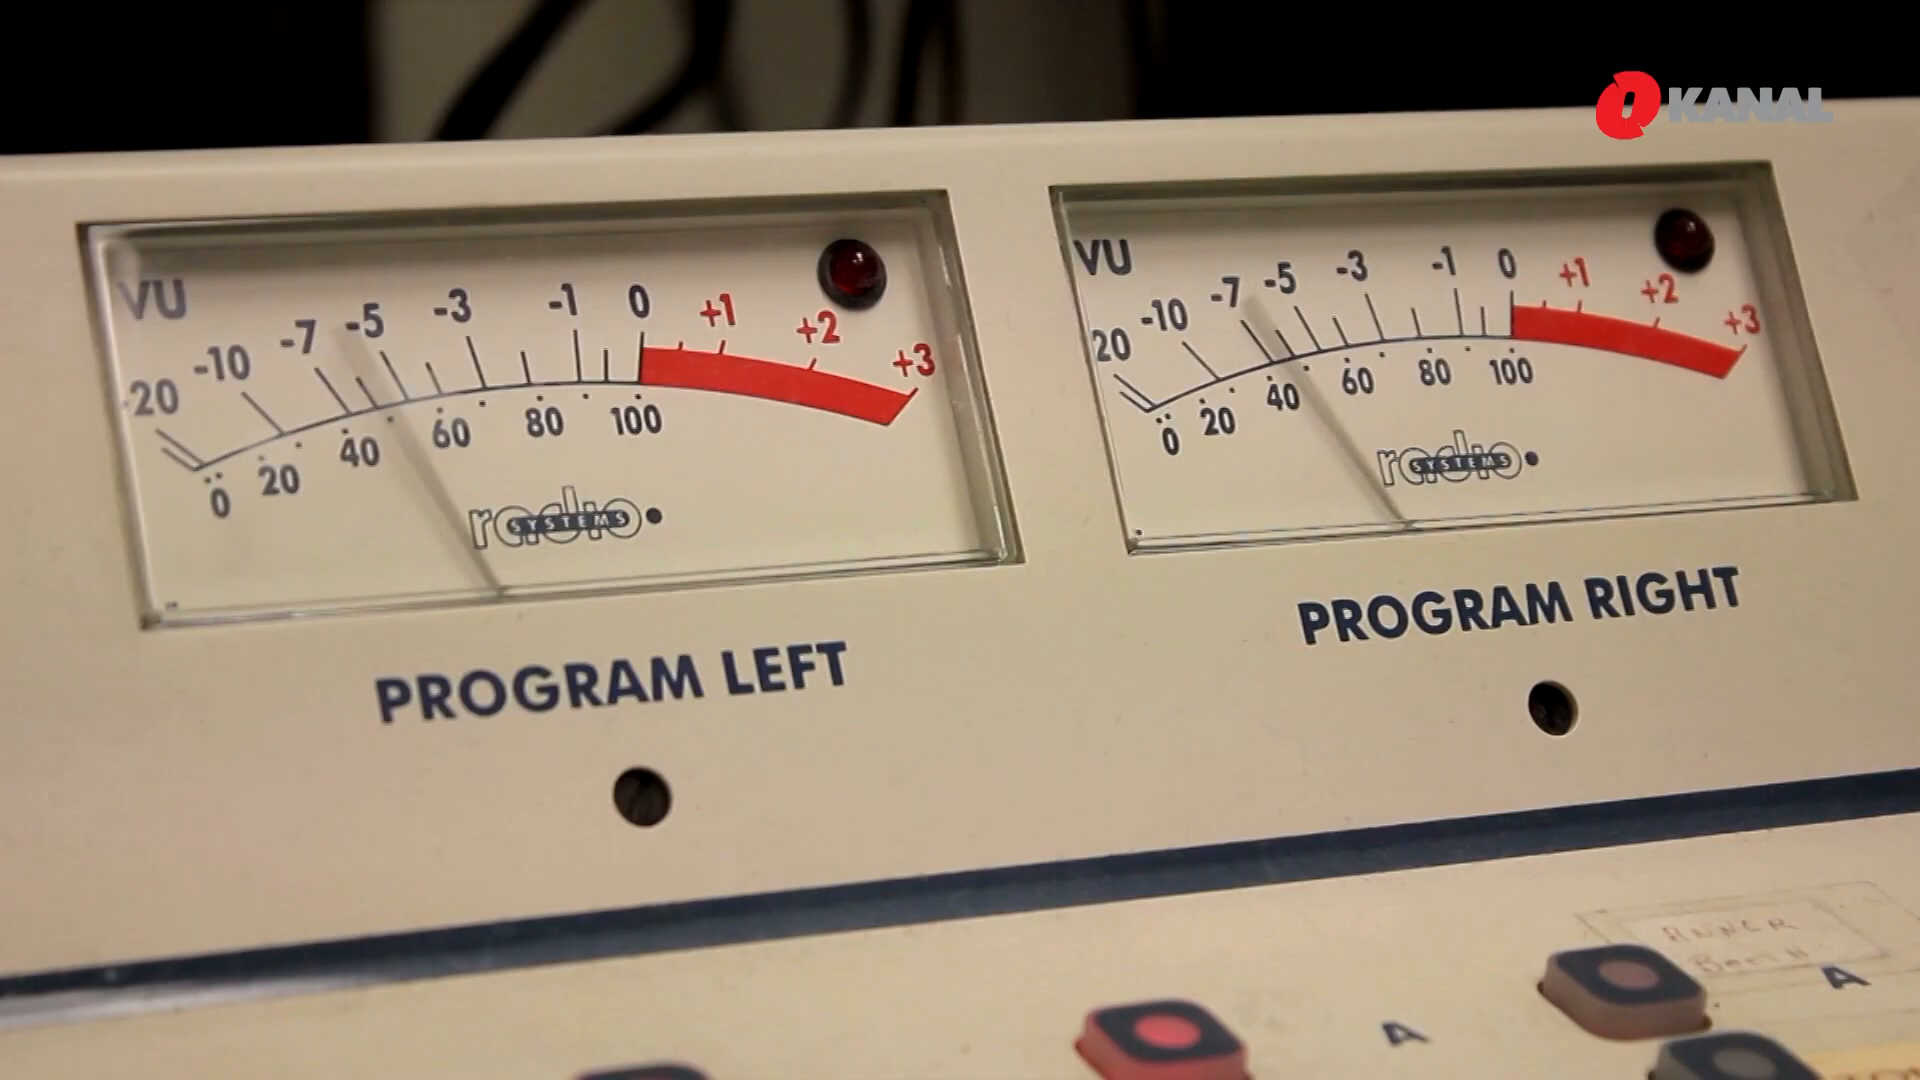 Q KANAL
VU
-20 -10 -7 -5 -3 -1 0 +1 +2 +3
0 20 40 60 80 100
radio SYSTEMS
PROGRAM LEFT
VU
20 -10 -7 -5 -3 -1 0 +1 +2 +3
0 20 40 60 80 100
radio SYSTEMS
PROGRAM RIGHT
A
A